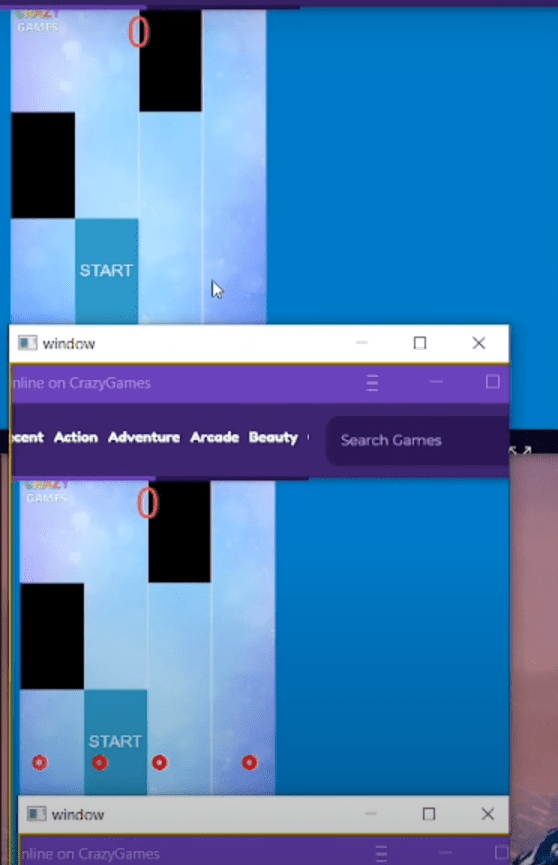 CRAZY
GAMES
0
START
window
nline on CrazyGames
cent Action Adventure Arcade Beauty
Search Games
CRAZY
GAMES
0
START
window
nline on CrazyGames